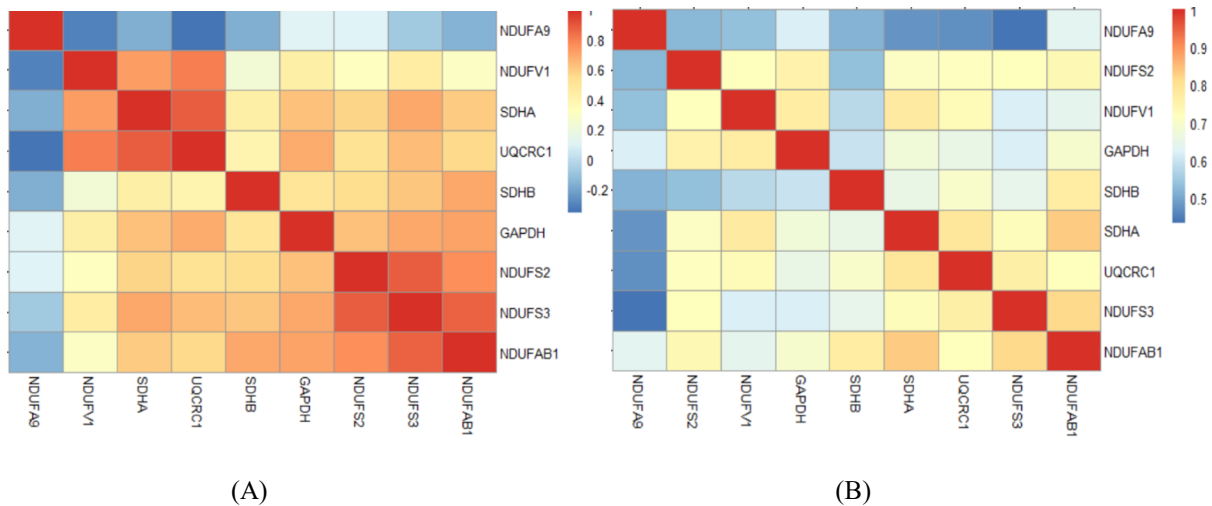 NDUFA9
NDUFV1
SDHA
UQCRC1
SDHB
GAPDH
NDUFS2
NDUFS3
NDUFAB1
NDUFA9
NDUFV1
SDHA
UQCRC1
SDHB
GAPDH
NDUFS2
NDUFS3
NDUFAB1
0.8
0.6
0.4
0.2
0
-0.2
(A)
NDUFA9
NDUFS2
NDUFV1
GAPDH
SDHB
SDHA
UQCRC1
NDUFS3
NDUFAB1
NDUFA9
NDUFS2
NDUFV1
GAPDH
SDHB
SDHA
UQCRC1
NDUFS3
NDUFAB1
1
0.9
0.8
0.7
0.6
0.5
(B)